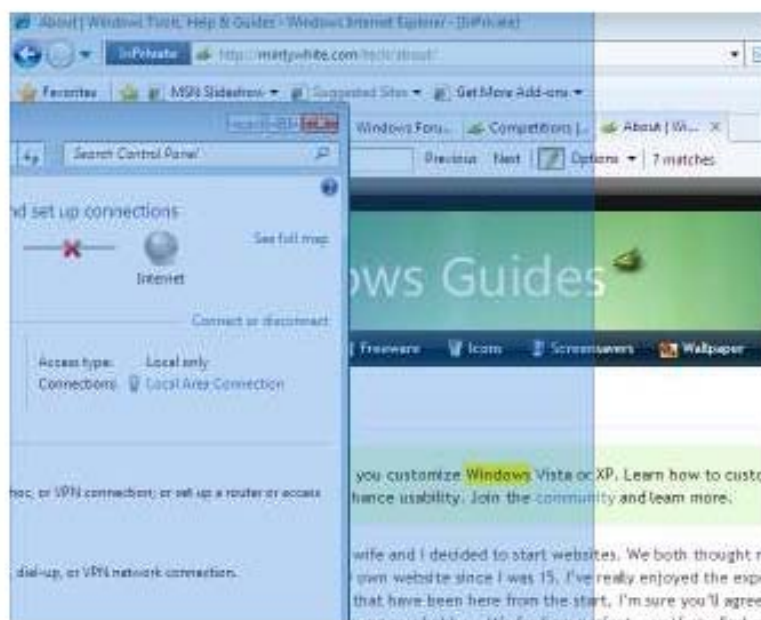 About | Windows Tools, Help & Guides - Windows Internet Explorer - [InPrivate]
InPrivate http://mintywhite.com/tech/about/
Favorites MSN Slideshow Suggested Sites Get More Add-ons
Windows Foru... Competitions |... About | Wi... X
Search Control Panel
Previous Next Options 7 matches
nd set up connections
See full map
Internet
ows Guides
Connect or disconnect
Freeware Icons Screensavers Wallpaper
Access type: Local only
Connections: Local Area Connection
you customize Windows Vista or XP. Learn how to custo
hoc, or VPN connection; or set up a router or access
hance usability. Join the community and learn more.
wife and I decided to start websites. We both thought
dial-up, or VPN network connection.
own website since I was 15. I've really enjoyed the exp
that have been here from the start, I'm sure you'll agree